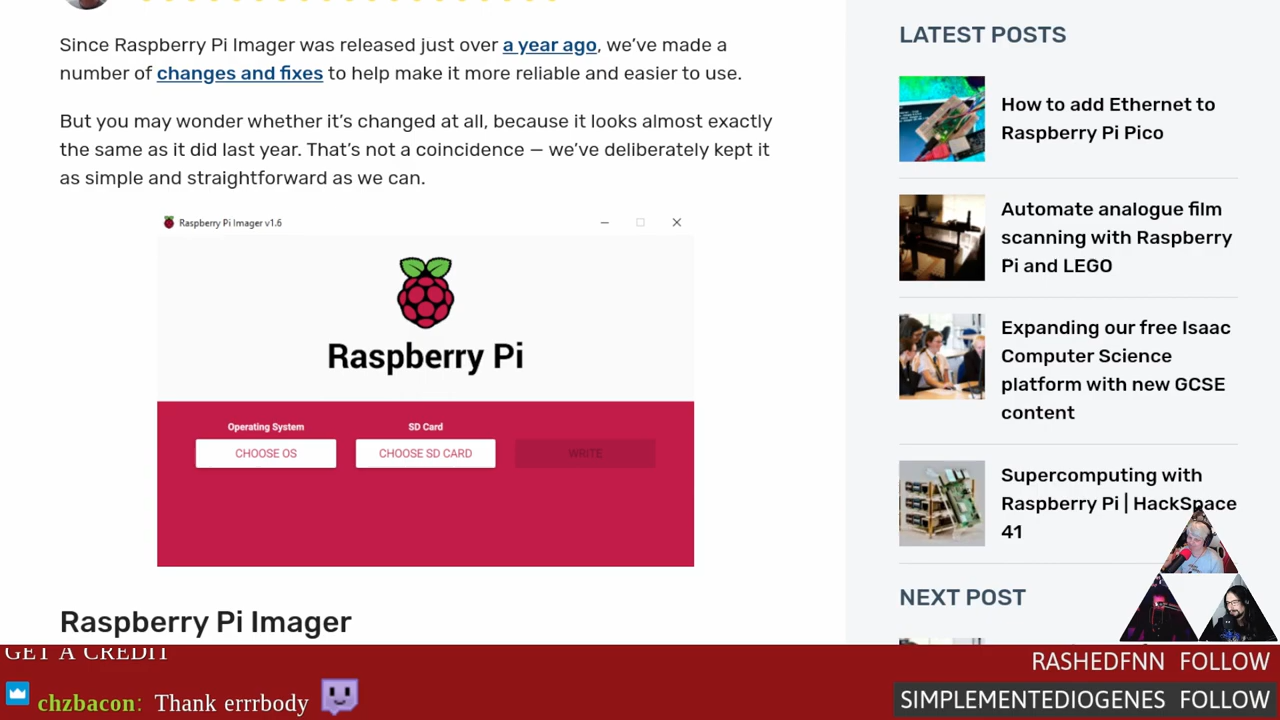 Since Raspberry Pi Imager was released just over a year ago, we've made a
number of changes and fixes to help make it more reliable and easier to use.
But you may wonder whether it's changed at all, because it looks almost exactly
the same as it did last year. That's not a coincidence – we've deliberately kept it
as simple and straightforward as we can.
Raspberry Pi Imager v1.6
Raspberry Pi
Operating System
SD Card
CHOOSE OS
CHOOSE SD CARD
WRITE
Raspberry Pi Imager
LATEST POSTS
How to add Ethernet to
Raspberry Pi Pico
Automate analogue film
scanning with Raspberry
Pi and LEGO
Expanding our free Isaac
Computer Science
platform with new GCSE
content
Supercomputing with
Raspberry Pi | HackSpace
41
NEXT POST
GET A CREDIT
chzbacon: Thank errrbody
RASHEDFNN FOLLOW
SIMPLEMENTEDIOGENES FOLLOW